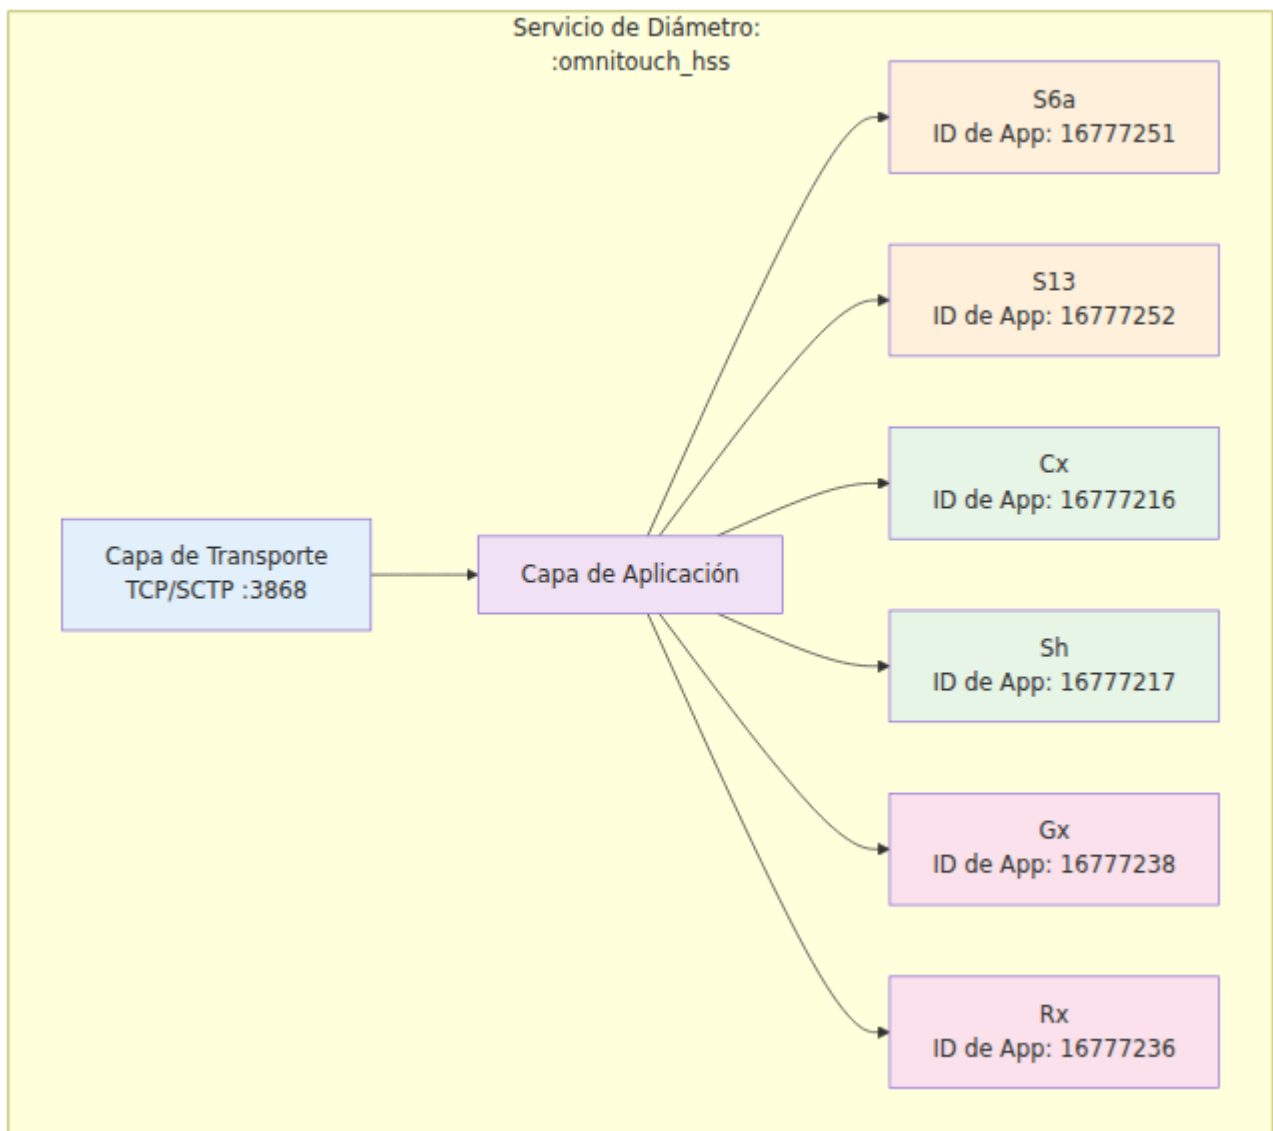 Servicio de Diámetro:
:omnitouch_hss
S6a
ID de App: 16777251
S13
ID de App: 16777252
Cx
ID de App: 16777216
Capa de Transporte
TCP/SCTP :3868
Capa de Aplicación
Sh
ID de App: 16777217
Gx
ID de App: 16777238
Rx
ID de App: 16777236